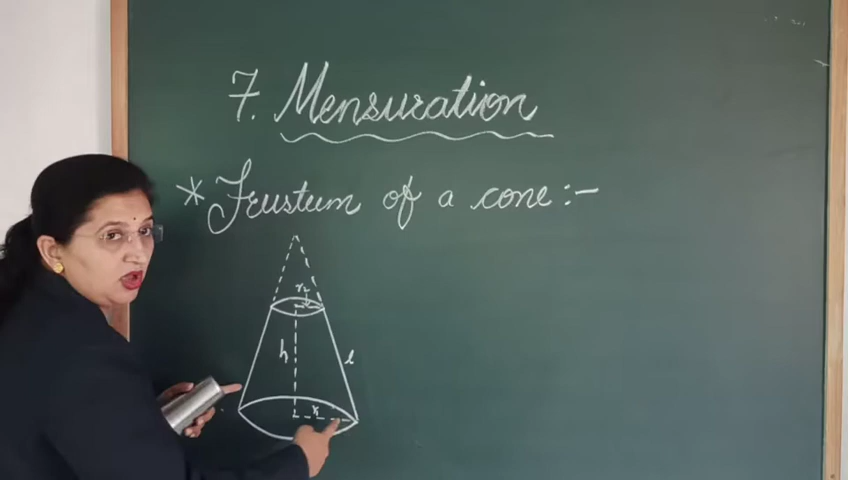 7. Mensuration
* Frustum of a cone :-
r₂
h
l
r₁